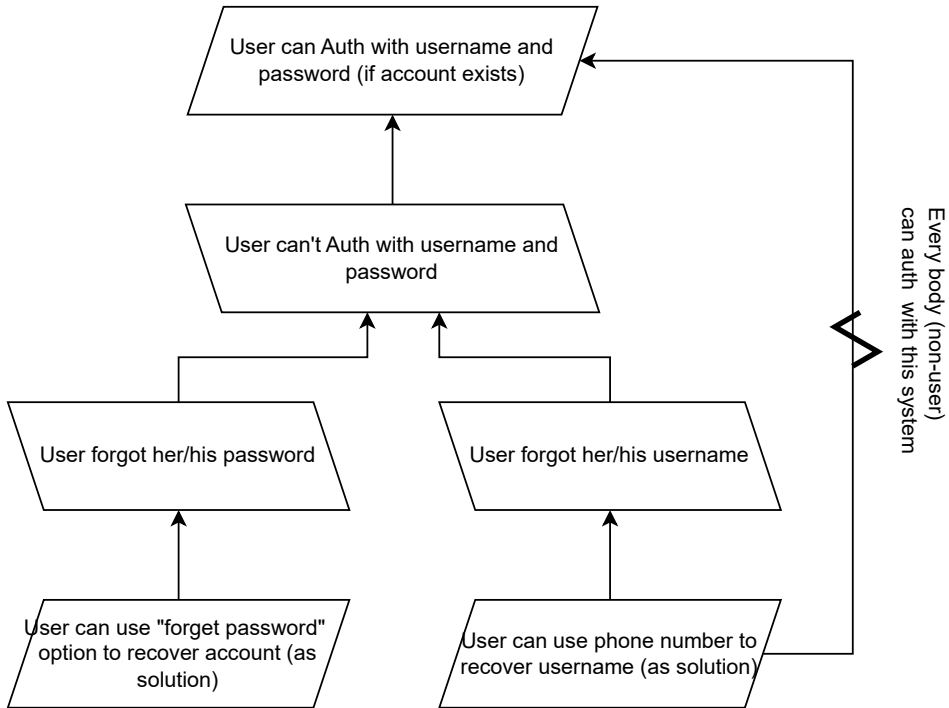 User can Auth with username and
password (if account exists)
User can't Auth with username and
password
User forgot her/his password
User forgot her/his username
User can use "forget password"
option to recover account (as
solution)
User can use phone number to
recover username (as solution)
Every body (non-user)
can auth with this system